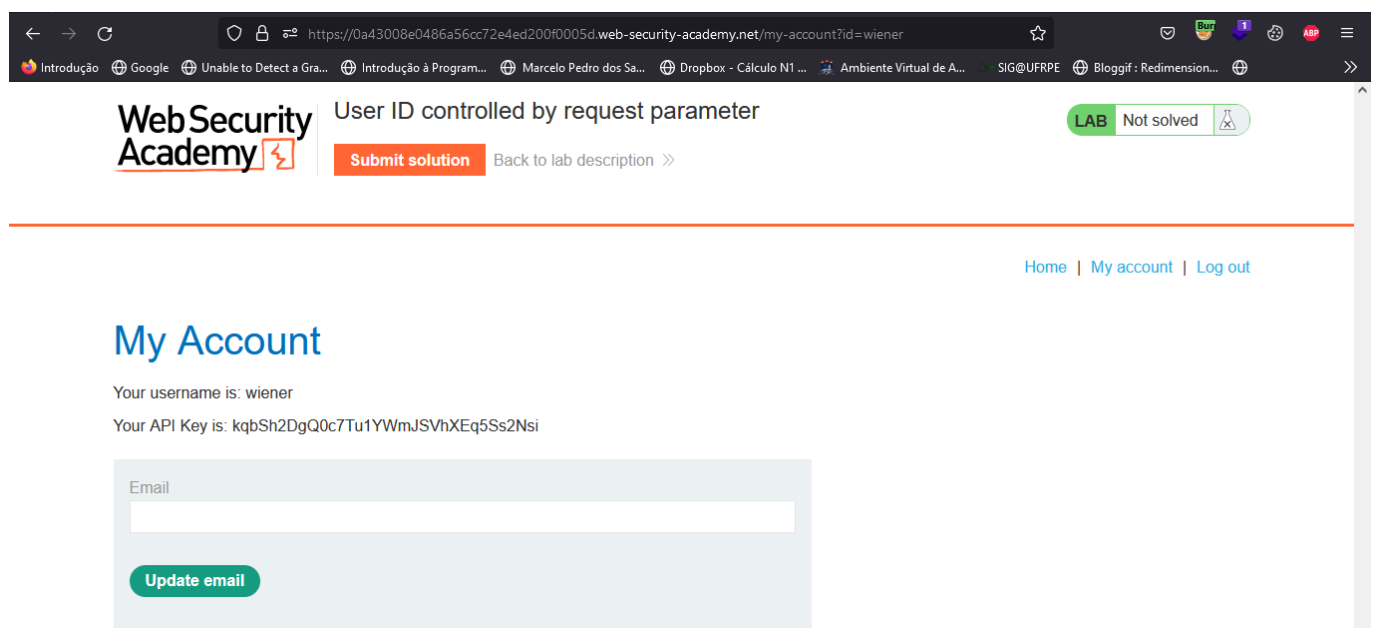 https://0a43008e0486a56cc72e4ed200f0005d.web-security-academy.net/my-account?id=wiener
Burr
1
ABP
Introdução Google Unable to Detect a Gra... Introdução à Program... Marcelo Pedro dos Sa... Dropbox - Cálculo N1 ... Ambiente Virtual de A... SIG@UFRPE Bloggif : Redimension...
Web Security
Academy
User ID controlled by request parameter
Submit solution Back to lab description
LAB Not solved
Home | My account | Log out
My Account
Your username is: wiener
Your API Key is: kqbSh2DgQ0c7Tu1YWmJSVhXEq5Ss2Nsi
Email
Update email